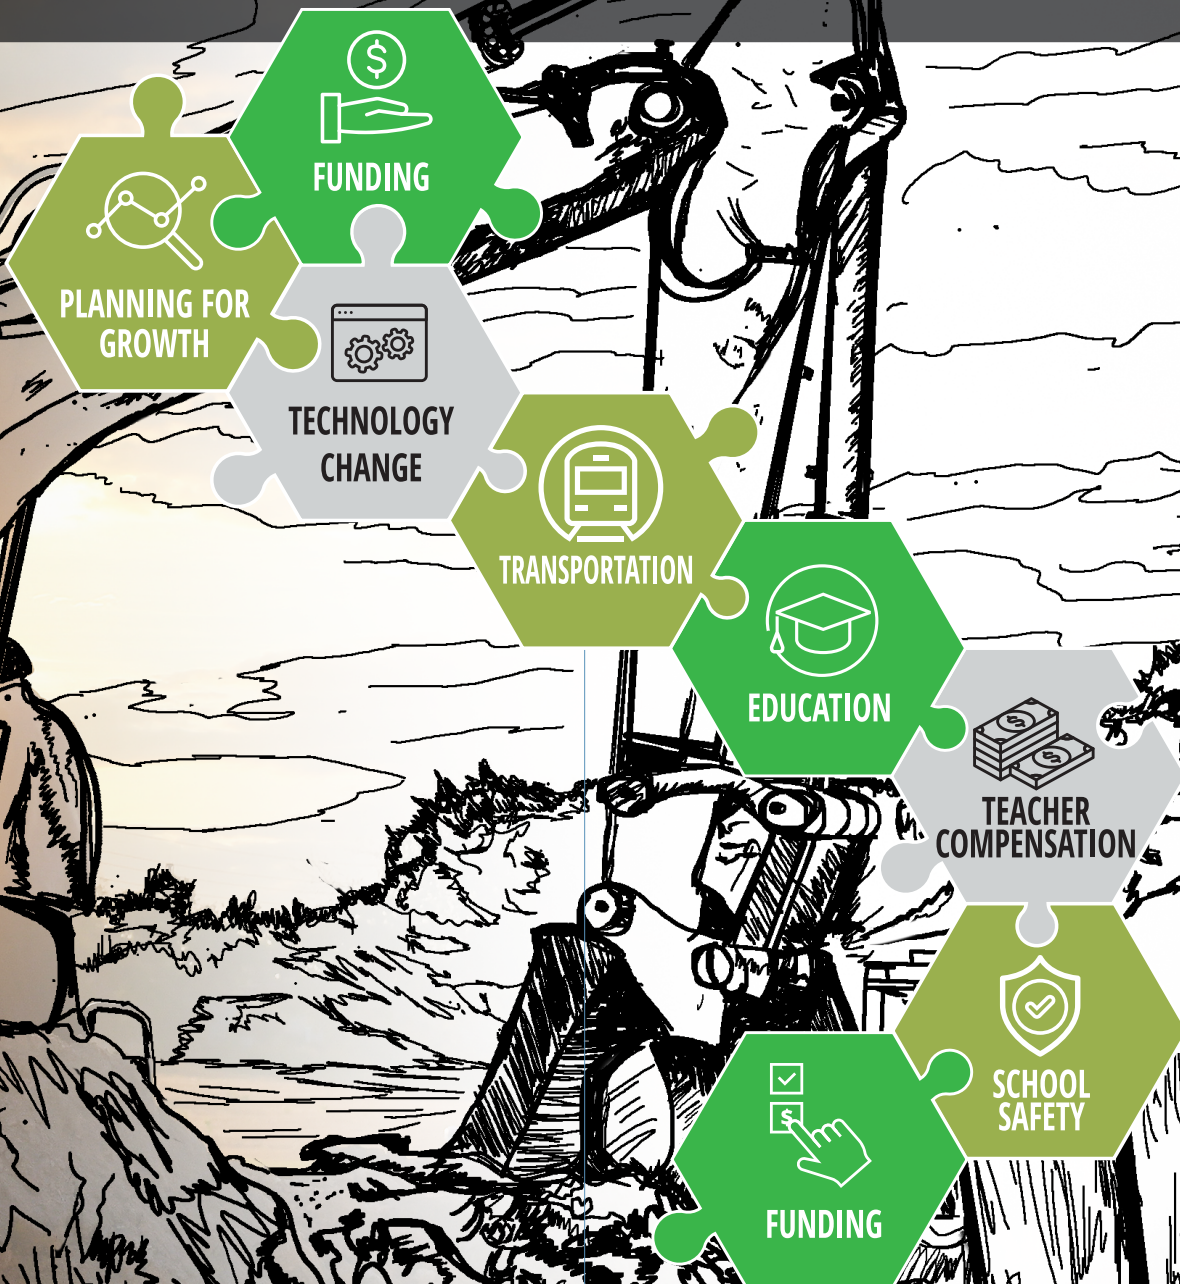 FUNDING
PLANNING FOR
GROWTH
TECHNOLOGY
CHANGE
TRANSPORTATION
EDUCATION
TEACHER
COMPENSATION
SCHOOL
SAFETY
FUNDING